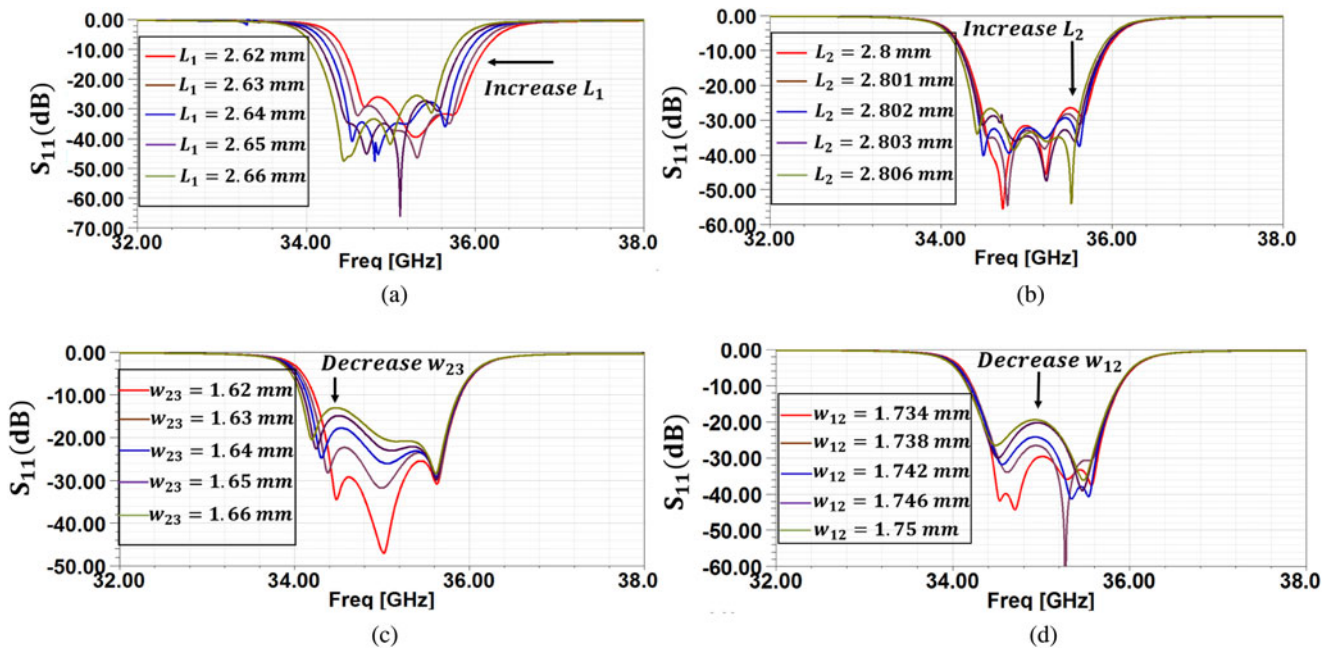 S11(dB)
0.00
-10.00
-20.00
-30.00
-40.00
-50.00
-60.00
-70.00
L1 = 2.62 mm
L1 = 2.63 mm
L1 = 2.64 mm
L1 = 2.65 mm
L1 = 2.66 mm
Increase L1
32.00 34.00 36.00 38.0
Freq [GHz]
(a)
S11(dB)
0.00
-10.00
-20.00
-30.00
-40.00
-50.00
-60.00
L2 = 2.8 mm
L2 = 2.801 mm
L2 = 2.802 mm
L2 = 2.803 mm
L2 = 2.806 mm
Increase L2
32.00 34.00 36.00 38.0
Freq [GHz]
(b)
S11(dB)
0.00
-10.00
-20.00
-30.00
-40.00
-50.00
w23 = 1.62 mm
w23 = 1.63 mm
w23 = 1.64 mm
w23 = 1.65 mm
w23 = 1.66 mm
Decrease w23
32.00 34.00 36.00 38.0
Freq [GHz]
(c)
S11(dB)
0.00
-10.00
-20.00
-30.00
-40.00
-50.00
-60.00
w12 = 1.734 mm
w12 = 1.738 mm
w12 = 1.742 mm
w12 = 1.746 mm
w12 = 1.75 mm
Decrease w12
32.00 34.00 36.00 38.0
Freq [GHz]
(d)